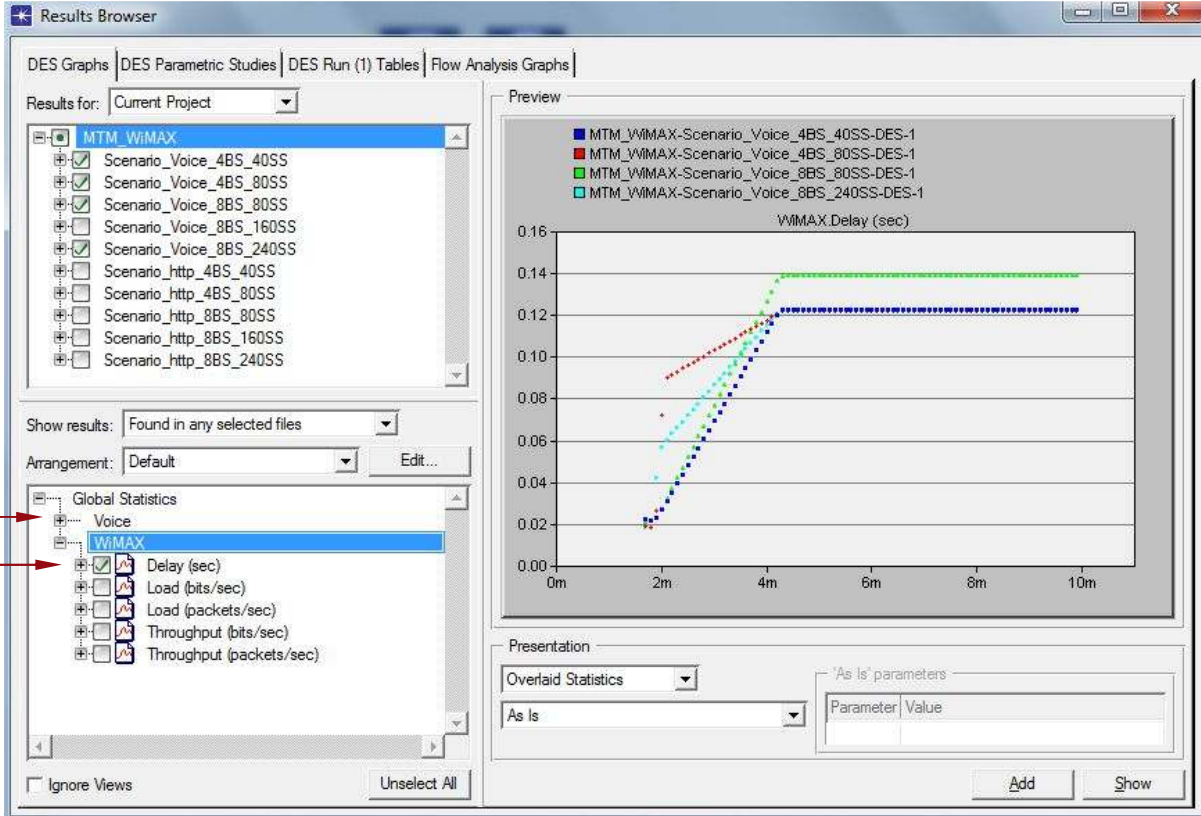 Results Browser
DES Graphs DES Parametric Studies DES Run (1) Tables Flow Analysis Graphs
Results for: Current Project
MTM_WiMAX
Scenario_Voice_4BS_40SS
Scenario_Voice_4BS_80SS
Scenario_Voice_8BS_80SS
Scenario_Voice_8BS_160SS
Scenario_Voice_8BS_240SS
Scenario_http_4BS_40SS
Scenario_http_4BS_80SS
Scenario_http_8BS_80SS
Scenario_http_8BS_160SS
Scenario_http_8BS_240SS
Show results: Found in any selected files
Arrangement: Default Edit...
Global Statistics
Voice
WiMAX
Delay (sec)
Load (bits/sec)
Load (packets/sec)
Throughput (bits/sec)
Throughput (packets/sec)
Ignore Views Unselect All
Preview
MTM_WiMAX-Scenario_Voice_4BS_40SS-DES-1
MTM_WiMAX-Scenario_Voice_4BS_80SS-DES-1
MTM_WiMAX-Scenario_Voice_8BS_80SS-DES-1
MTM_WiMAX-Scenario_Voice_8BS_240SS-DES-1
WiMAX.Delay (sec)
0.16
0.14
0.12
0.10
0.08
0.06
0.04
0.02
0.00
0m 2m 4m 6m 8m 10m
Presentation
Overlaid Statistics
As Is
'As Is' parameters
Parameter Value
Add Show